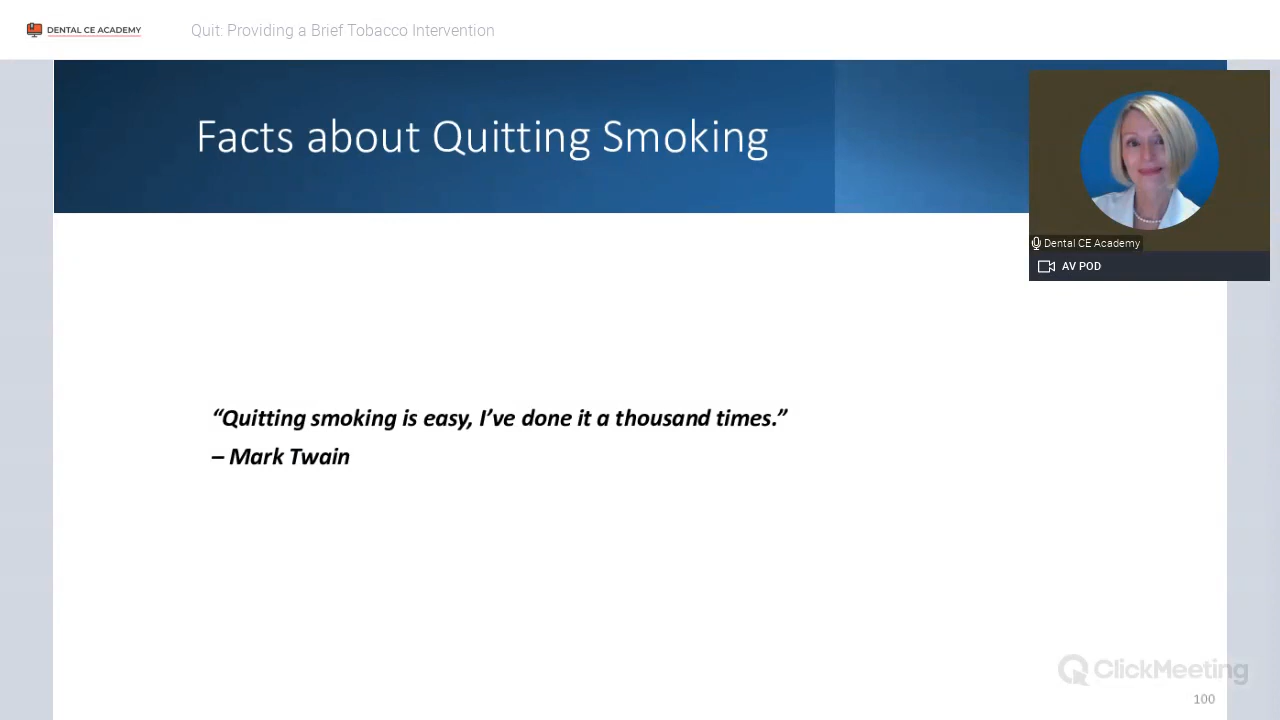 DENTAL CE ACADEMY
Quit: Providing a Brief Tobacco Intervention
Facts about Quitting Smoking
Dental CE Academy
AV POD
“Quitting smoking is easy, I’ve done it a thousand times.”
– Mark Twain
ClickMeeting
100